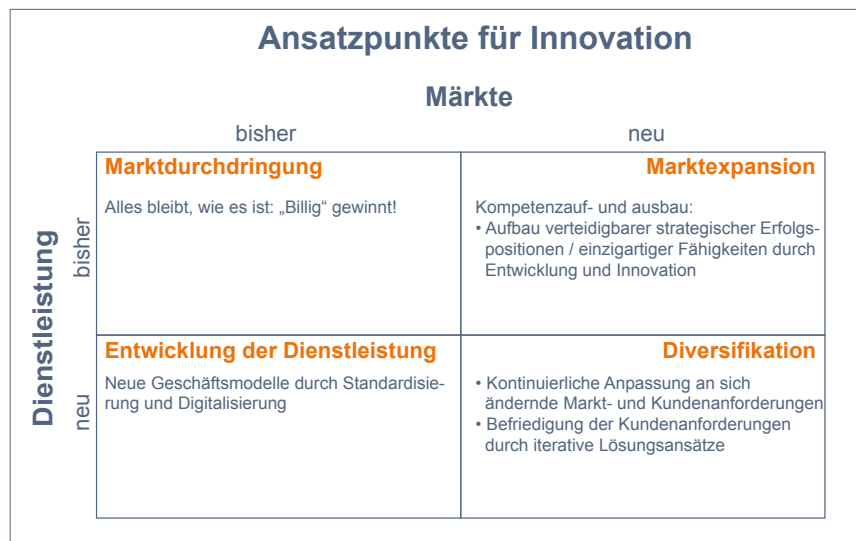 Ansatzpunkte für Innovation
Märkte
bisher
neu
Dienstleistung
bisher
Marktdurchdringung
Alles bleibt, wie es ist: „Billig“ gewinnt!
Marktexpansion
Kompetenzauf- und ausbau:
• Aufbau verteidigbarer strategischer Erfolgs-
positionen / einzigartiger Fähigkeiten durch
Entwicklung und Innovation
neu
Entwicklung der Dienstleistung
Neue Geschäftsmodelle durch Standardisie-
rung und Digitalisierung
Diversifikation
• Kontinuierliche Anpassung an sich
ändernde Markt- und Kundenanforderungen
• Befriedigung der Kundenanforderungen
durch iterative Lösungsansätze